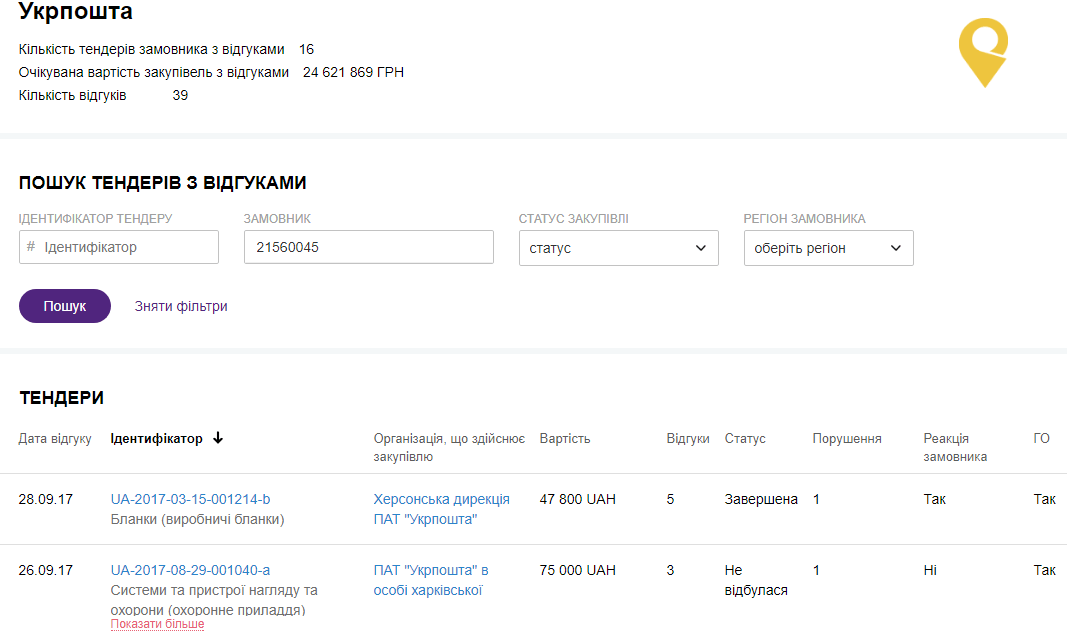 Укрпошта
Кількість тендерів замовника з відгуками 16
Очікувана вартість закупівель з відгуками 24 621 869 ГРН
Кількість відгуків 39
ПОШУК ТЕНДЕРІВ З ВІДГУКАМИ
ІДЕНТИФІКАТОР ТЕНДЕРУ ЗАМОВНИК СТАТУС ЗАКУПІВЛІ РЕГІОН ЗАМОВНИКА
# Ідентифікатор 21560045 статус оберіть регіон
Пошук Зняти фільтри
ТЕНДЕРИ
Дата відгуку Ідентифікатор Організація, що здійснює Вартість Відгуки Статус Порушення Реакція ГО
закупівлю замовника
28.09.17 UA-2017-03-15-001214-b Херсонська дирекція 47 800 UAH 5 Завершена 1 Так Так
Бланки (виробничі бланки) ПАТ "Укрпошта"
26.09.17 UA-2017-08-29-001040-a ПАТ "Укрпошта" в 75 000 UAH 3 Не 1 Ні Так
Системи та пристрої нагляду та особі харківської відбулася
охорони (охоронне приладдя)
Показати більше